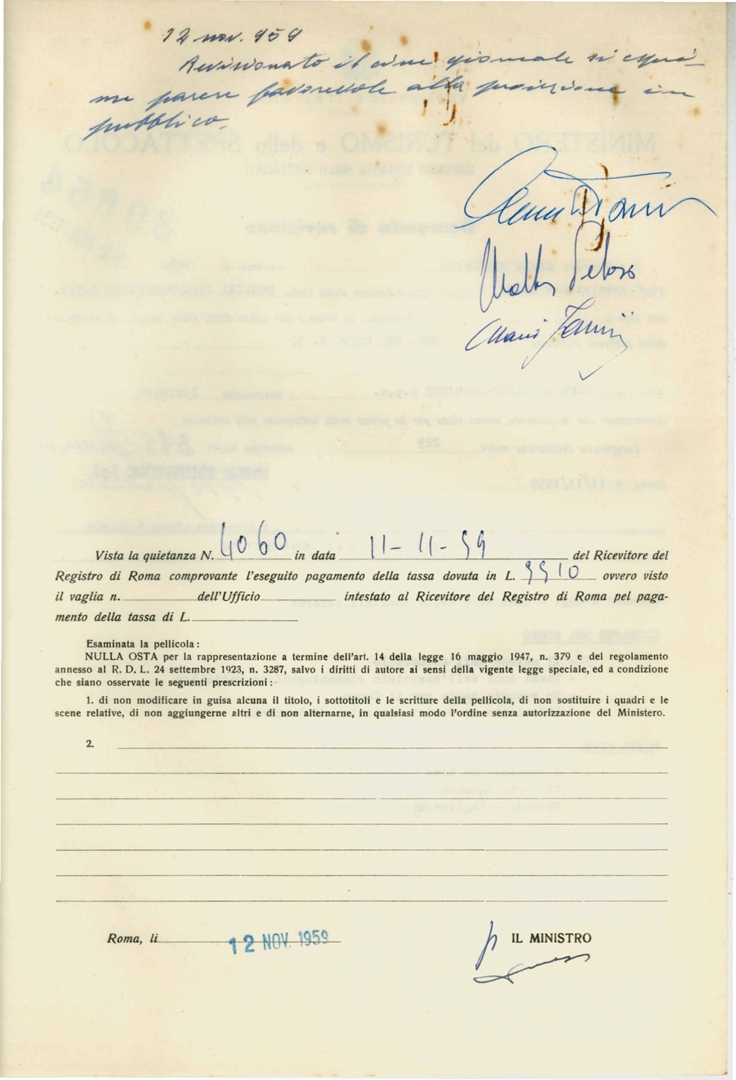 12 nov. 959
Revisionato il cine giornale si espri-
me parere favorevole alla proiezione in
pubblico.
Vista la quietanza N. 4060 in data 11-11-59 del Ricevitore del
Registro di Roma comprovante l'eseguito pagamento della tassa dovuta in L. 9910 ovvero visto
il vaglia n. dell'Ufficio intestato al Ricevitore del Registro di Roma pel paga-
mento della tassa di L.
Esaminata la pellicola:
NULLA OSTA per la rappresentazione a termine dell'art. 14 della legge 16 maggio 1947, n. 379 e del regolamento
annesso al R. D. L. 24 settembre 1923, n. 3287, salvo i diritti di autore ai sensi della vigente legge speciale, ed a condizione
che siano osservate le seguenti prescrizioni:
1. di non modificare in guisa alcuna il titolo, i sottotitoli e le scritture della pellicola, di non sostituire i quadri e le
scene relative, di non aggiungerne altri e di non alternarne, in qualsiasi modo l'ordine senza autorizzazione del Ministero.
2.
Roma, li 12 NOV. 1959
p IL MINISTRO